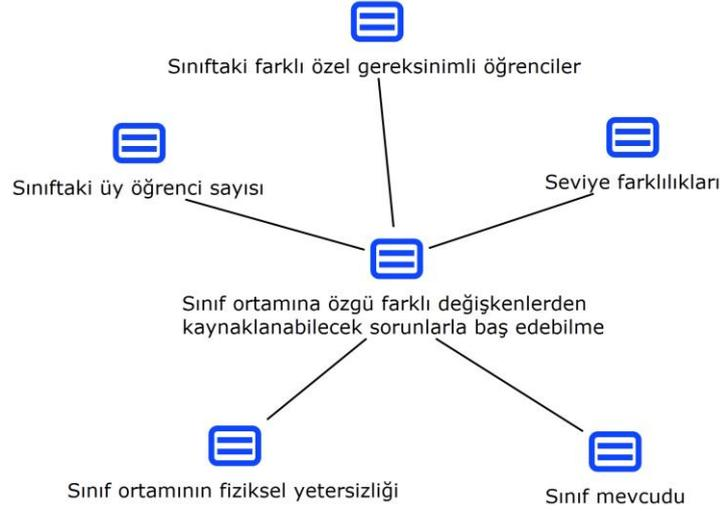 Sınıftaki farklı özel gereksinimli öğrenciler
Sınıftaki üy öğrenci sayısı
Seviye farklılıkları
Sınıf ortamına özgü farklı değişkenlerden
kaynaklanabilecek sorunlarla baş edebilme
Sınıf ortamının fiziksel yetersizliği
Sınıf mevcudu